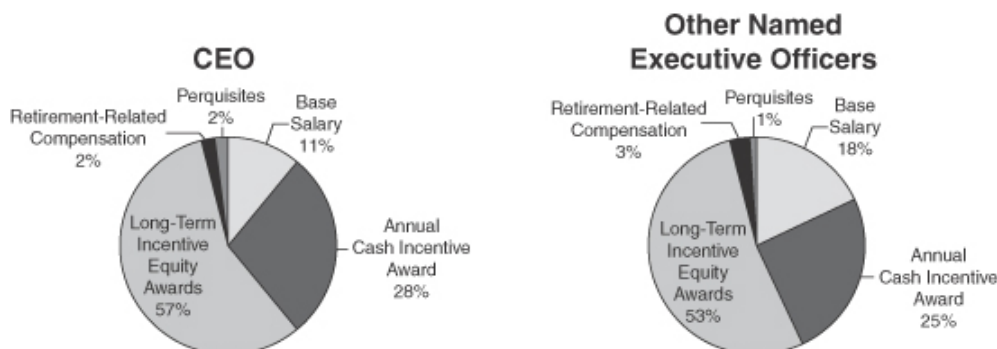 CEO
Perquisites
2%
Retirement-Related
Compensation
2%
Base
Salary
11%
Long-Term
Incentive
Equity
Awards
57%
Annual
Cash Incentive
Award
28%
Other Named
Executive Officers
Perquisites
1%
Retirement-Related
Compensation
3%
Base
Salary
18%
Long-Term
Incentive
Equity
Awards
53%
Annual
Cash Incentive
Award
25%